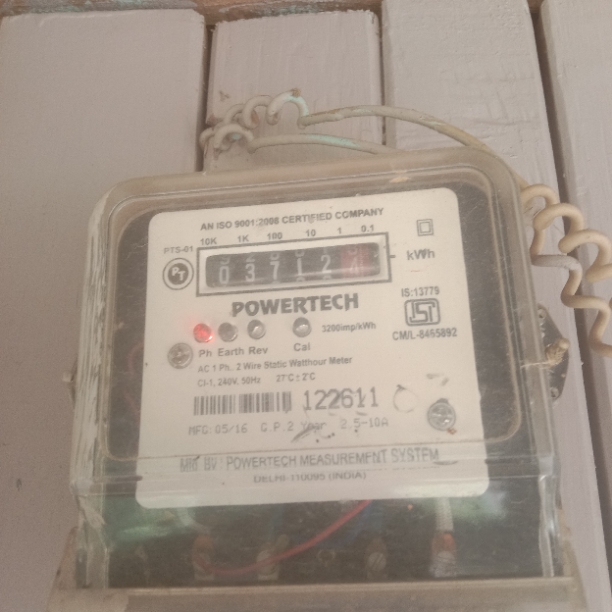 AN ISO 9001:2008 CERTIFIED COMPANY
10K 1K 100 10 1 0.1
PTS-01
PT
0 3 7 1 2
kWh
POWERTECH
IS:13779
ISI
CM/L-8465892
3200imp/kWh
Ph Earth Rev Cal
AC 1 Ph. 2 Wire Static Watthour Meter
Cl-1, 240V, 50Hz 27°C ± 2°C
122611
MFG:05/16 G.P.2 Year 2.5-10A
POWERTECH MEASUREMENT SYSTEM
DELHI-110095 (INDIA)